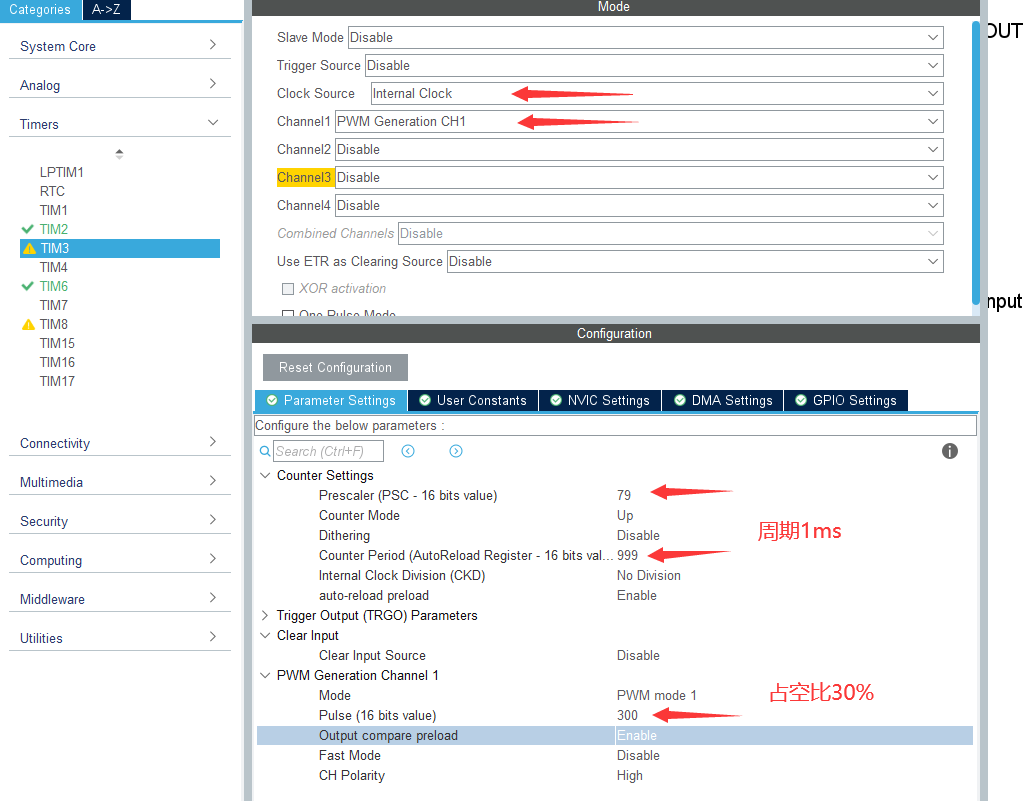 Categories
A->Z
System Core
Analog
Timers
LPTIM1
RTC
TIM1
TIM2
TIM3
TIM4
TIM6
TIM7
TIM8
TIM15
TIM16
TIM17
Connectivity
Multimedia
Security
Computing
Middleware
Utilities
Mode
Slave Mode Disable
Trigger Source Disable
Clock Source Internal Clock
Channel1 PWM Generation CH1
Channel2 Disable
Channel3 Disable
Channel4 Disable
Combined Channels Disable
Use ETR as Clearing Source Disable
XOR activation
One Pulse Mode
Configuration
Reset Configuration
Parameter Settings
User Constants
NVIC Settings
DMA Settings
GPIO Settings
Configure the below parameters :
Search (Ctrl+F)
Counter Settings
Prescaler (PSC - 16 bits value) 79
Counter Mode Up
Dithering Disable
Counter Period (AutoReload Register - 16 bits val... 999
Internal Clock Division (CKD) No Division
auto-reload preload Enable
周期1ms
Trigger Output (TRGO) Parameters
Clear Input
Clear Input Source Disable
PWM Generation Channel 1
Mode PWM mode 1
Pulse (16 bits value) 300
Output compare preload Enable
Fast Mode Disable
CH Polarity High
占空比30%
OUT
nput